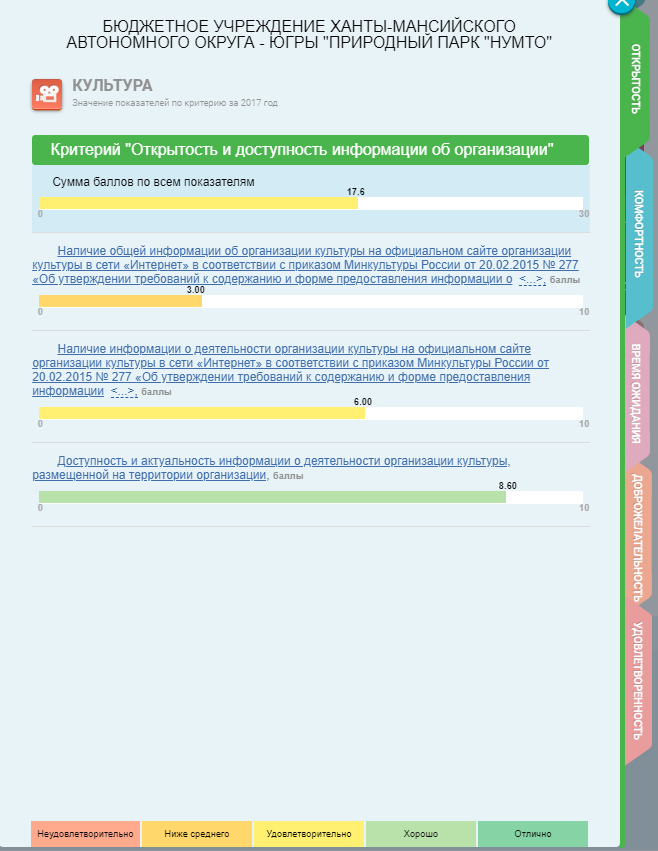 БЮДЖЕТНОЕ УЧРЕЖДЕНИЕ ХАНТЫ-МАНСИЙСКОГО
АВТОНОМНОГО ОКРУГА - ЮГРЫ "ПРИРОДНЫЙ ПАРК "НУМТО"
КУЛЬТУРА
Значение показателей по критерию за 2017 год
Критерий "Открытость и доступность информации об организации"
Сумма баллов по всем показателям
17.6
0 30
Наличие общей информации об организации культуры на официальном сайте организации
культуры в сети «Интернет» в соответствии с приказом Минкультуры России от 20.02.2015 № 277
«Об утверждении требований к содержанию и форме предоставления информации о <...>, баллы
3.00
0 10
Наличие информации о деятельности организации культуры на официальном сайте
организации культуры в сети «Интернет» в соответствии с приказом Минкультуры России от
20.02.2015 № 277 «Об утверждении требований к содержанию и форме предоставления
информации <...>, баллы
6.00
0 10
Доступность и актуальность информации о деятельности организации культуры,
размещенной на территории организации, баллы
8.60
0 10
Неудовлетворительно Ниже среднего Удовлетворительно Хорошо Отлично
ОТКРЫТОСТЬ
КОМФОРТНОСТЬ
ВРЕМЯ ОЖИДАНИЯ
ДОБРОЖЕЛАТЕЛЬНОСТЬ
УДОВЛЕТВОРЕННОСТЬ